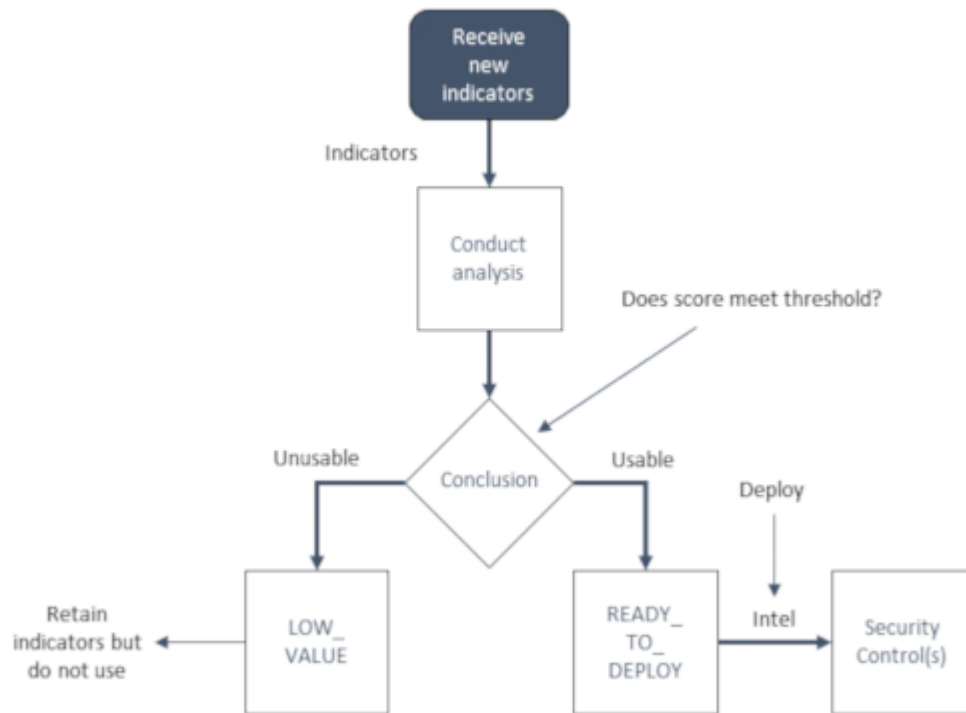 Receive
new
indicators
Indicators
Conduct
analysis
Does score meet threshold?
Unusable
Conclusion
Usable
Deploy
Retain
indicators but
do not use
LOW_
VALUE
READY_
TO_
DEPLOY
Intel
Security
Control(s)